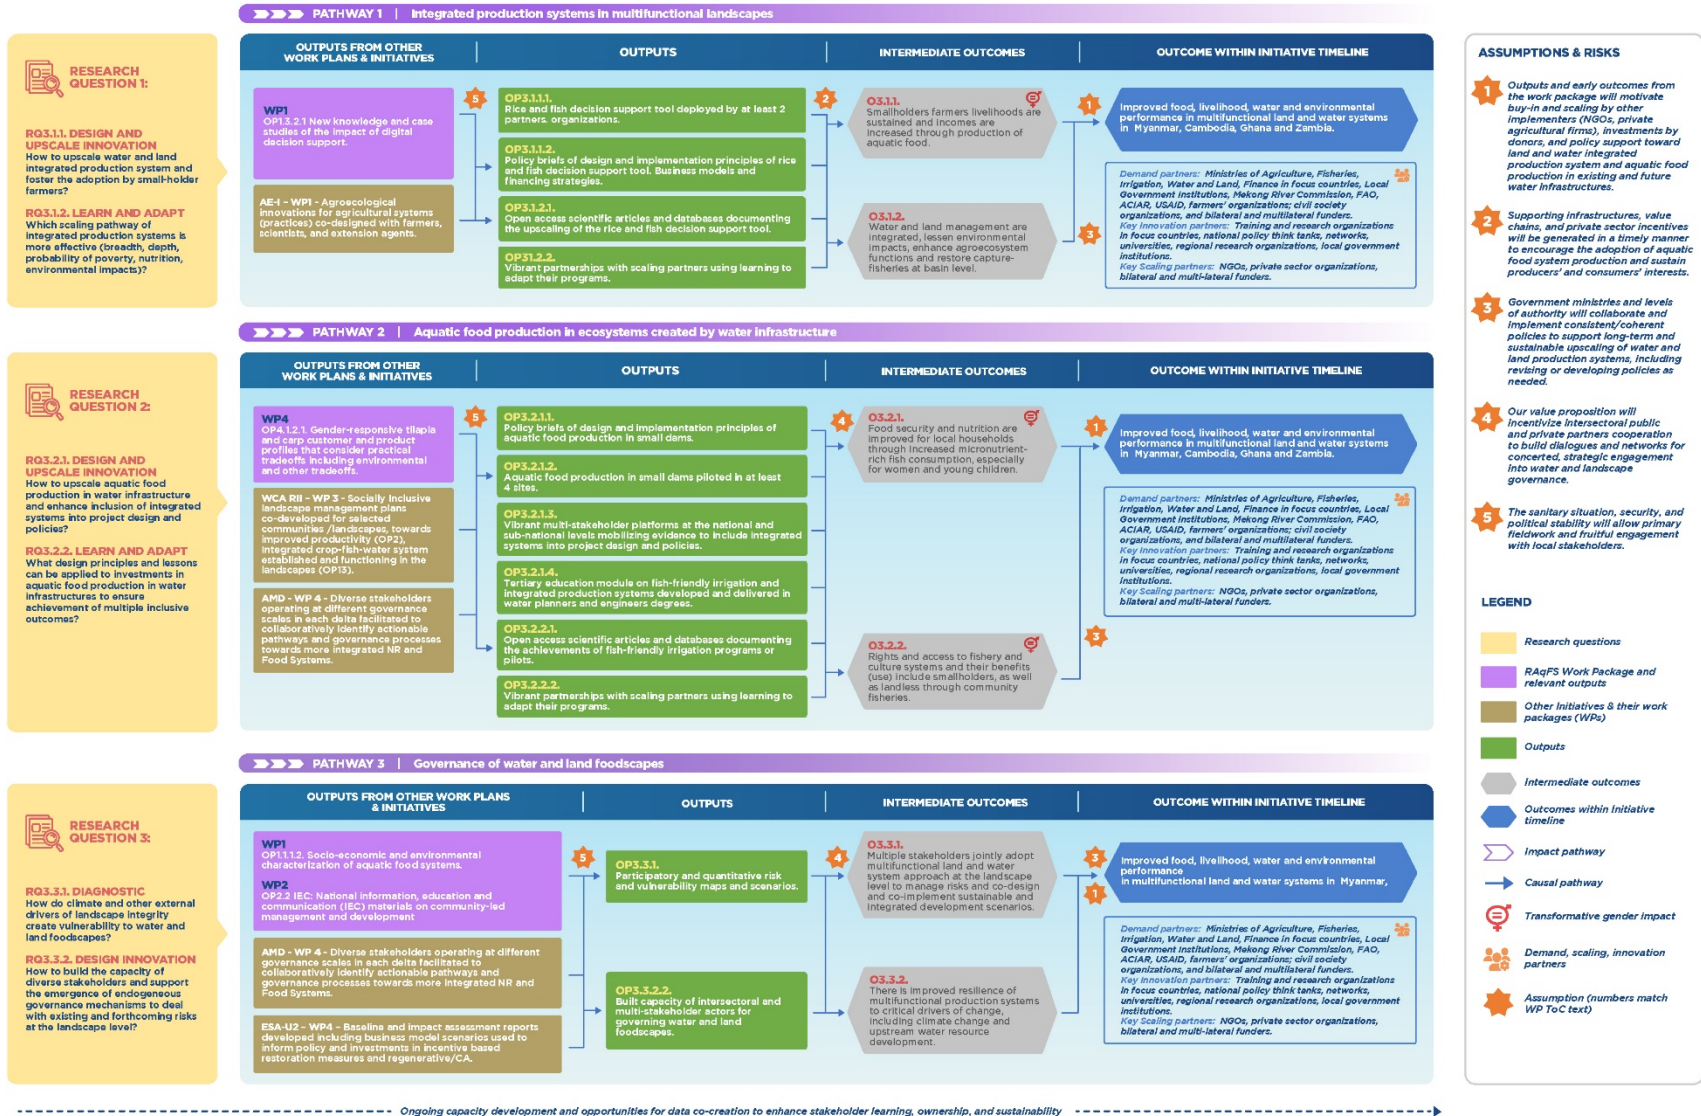 PATHWAY 1 | Integrated production systems in multifunctional landscapes
RESEARCH
QUESTION 1:
RQ3.1.1. DESIGN AND
UPSCALE INNOVATION
How to upscale water and land
integrated production system and
foster the adoption by small-holder
farmers?
RQ3.1.2. LEARN AND ADAPT
Which scaling pathway of
integrated production systems is
more effective (breadth, depth,
probability of poverty, nutrition,
environmental impacts)?
OUTPUTS FROM OTHER
WORK PLANS & INITIATIVES
OUTPUTS
INTERMEDIATE OUTCOMES
OUTCOME WITHIN INITIATIVE TIMELINE
WP1
OP1.3.2.1 New knowledge and case
studies of the impact of digital
decision support.
AE-I – WP1 - Agroecological
innovations for agricultural systems
(practices) co-designed with farmers,
scientists, and extension agents.
5
OP3.1.1.1.
Rice and fish decision support tool deployed by at least 2
partners. organizations.
OP3.1.1.2.
Policy briefs of design and implementation principles of rice
and fish decision support tool. Business models and
financing strategies.
OP3.1.2.1.
Open access scientific articles and databases documenting
the upscaling of the rice and fish decision support tool.
OP31.2.2.
Vibrant partnerships with scaling partners using learning to
adapt their programs.
2
O3.1.1.
Smallholders farmers livelihoods are
sustained and incomes are
increased through production of
aquatic food.
O3.1.2.
Water and land management are
integrated, lessen environmental
impacts, enhance agroecosystem
functions and restore capture-
fisheries at basin level.
1
3
Improved food, livelihood, water and environmental
performance in multifunctional land and water systems
in Myanmar, Cambodia, Ghana and Zambia.
Demand partners: Ministries of Agriculture, Fisheries,
Irrigation, Water and Land, Finance in focus countries, Local
Government Institutions, Mekong River Commission, FAO,
ACIAR, USAID, farmers' organizations; civil society
organizations, and bilateral and multilateral funders.
Key Innovation partners: Training and research organizations
in focus countries, national policy think tanks, networks,
universities, regional research organizations, local government
institutions.
Key Scaling partners: NGOs, private sector organizations,
bilateral and multi-lateral funders.
PATHWAY 2 | Aquatic food production in ecosystems created by water infrastructure
RESEARCH
QUESTION 2:
RQ3.2.1. DESIGN AND
UPSCALE INNOVATION
How to upscale aquatic food
production in water infrastructure
and enhance inclusion of integrated
systems into project design and
policies?
RQ3.2.2. LEARN AND ADAPT
What design principles and lessons
can be applied to investments in
aquatic food production in water
infrastructures to ensure
achievement of multiple inclusive
outcomes?
OUTPUTS FROM OTHER
WORK PLANS & INITIATIVES
OUTPUTS
INTERMEDIATE OUTCOMES
OUTCOME WITHIN INITIATIVE TIMELINE
WP4
OP4.1.2.1. Gender-responsive tilapia
and carp customer and product
profiles that consider practical
tradeoffs including environmental
and other tradeoffs.
WCA RII – WP 3 - Socially Inclusive
landscape management plans
co-developed for selected
communities /landscapes, towards
improved productivity (OP2),
Integrated crop-fish-water system
established and functioning in the
landscapes (OP13).
AMD - WP 4 - Diverse stakeholders
operating at different governance
scales in each delta facilitated to
collaboratively identify actionable
pathways and governance processes
towards more integrated NR and
Food Systems.
5
OP3.2.1.1.
Policy briefs of design and implementation principles of
aquatic food production in small dams.
OP3.2.1.2.
Aquatic food production in small dams piloted in at least
4 sites.
OP3.2.1.3.
Vibrant multi-stakeholder platforms at the national and
sub-national levels mobilizing evidence to include integrated
systems into project design and policies.
OP3.2.1.4.
Tertiary education module on fish-friendly irrigation and
integrated production systems developed and delivered in
water planners and engineers degrees.
OP3.2.2.1.
Open access scientific articles and databases documenting
the achievements of fish-friendly irrigation programs or
pilots.
OP3.2.2.2.
Vibrant partnerships with scaling partners using learning to
adapt their programs.
4
O3.2.1.
Food security and nutrition are
improved for local households
through increased micronutrient-
rich fish consumption, especially
for women and young children.
O3.2.2.
Rights and access to fishery and
culture systems and their benefits
(use) include smallholders, as well
as landless through community
fisheries.
1
3
Improved food, livelihood, water and environmental
performance in multifunctional land and water systems
in Myanmar, Cambodia, Ghana and Zambia.
Demand partners: Ministries of Agriculture, Fisheries,
Irrigation, Water and Land, Finance in focus countries, Local
Government Institutions, Mekong River Commission, FAO,
ACIAR, USAID, farmers' organizations; civil society
organizations, and bilateral and multilateral funders.
Key Innovation partners: Training and research organizations
in focus countries, national policy think tanks, networks,
universities, regional research organizations, local government
institutions.
Key Scaling partners: NGOs, private sector organizations,
bilateral and multi-lateral funders.
PATHWAY 3 | Governance of water and land foodscapes
RESEARCH
QUESTION 3:
RQ3.3.1. DIAGNOSTIC
How do climate and other external
drivers of landscape integrity
create vulnerability to water and
land foodscapes?
RQ3.3.2. DESIGN INNOVATION
How to build the capacity of
diverse stakeholders and support
the emergence of endogeneous
governance mechanisms to deal
with existing and forthcoming risks
at the landscape level?
OUTPUTS FROM OTHER WORK PLANS
& INITIATIVES
OUTPUTS
INTERMEDIATE OUTCOMES
OUTCOME WITHIN INITIATIVE TIMELINE
WP1
OP1.1.1.2. Socio-economic and environmental
characterization of aquatic food systems.
WP2
OP2.2 IEC: National information, education and
communication (IEC) materials on community-led
management and development
AMD - WP 4 - Diverse stakeholders operating at different
governance scales in each delta facilitated to
collaboratively identify actionable pathways and
governance processes towards more integrated NR and
Food Systems.
ESA-U2 – WP4 – Baseline and impact assessment reports
developed including business model scenarios used to
inform policy and investments in incentive based
restoration measures and regenerative/CA.
5
OP3.3.1.
Participatory and quantitative risk
and vulnerability maps and scenarios.
OP3.3.2.2.
Built capacity of intersectoral and
multi-stakeholder actors for
governing water and land
foodscapes.
4
O3.3.1.
Multiple stakeholders jointly adopt
multifunctional land and water
system approach at the landscape
level to manage risks and co-design
and co-implement sustainable and
integrated development scenarios.
O3.3.2.
There is improved resilience of
multifunctional production systems
to critical drivers of change,
including climate change and
upstream water resource
development.
3
1
Improved food, livelihood, water and environmental
performance
in multifunctional land and water systems in Myanmar,
Demand partners: Ministries of Agriculture, Fisheries,
Irrigation, Water and Land, Finance in focus countries, Local
Government Institutions, Mekong River Commission, FAO,
ACIAR, USAID, farmers' organizations; civil society
organizations, and bilateral and multilateral funders.
Key Innovation partners: Training and research organizations
in focus countries, national policy think tanks, networks,
universities, regional research organizations, local government
institutions.
Key Scaling partners: NGOs, private sector organizations,
bilateral and multi-lateral funders.
ASSUMPTIONS & RISKS
1
Outputs and early outcomes from
the work package will motivate
buy-in and scaling by other
implementers (NGOs, private
agricultural firms), investments by
donors, and policy support toward
land and water integrated
production system and aquatic food
production in existing and future
water infrastructures.
2
Supporting infrastructures, value
chains, and private sector incentives
will be generated in a timely manner
to encourage the adoption of aquatic
food system production and sustain
producers' and consumers' interests.
3
Government ministries and levels
of authority will collaborate and
implement consistent/coherent
policies to support long-term and
sustainable upscaling of water and
land production systems, including
revising or developing policies as
needed.
4
Our value proposition will
incentivize intersectoral public
and private partners cooperation
to build dialogues and networks for
concerted, strategic engagement
into water and landscape
governance.
5
The sanitary situation, security, and
political stability will allow primary
fieldwork and fruitful engagement
with local stakeholders.
LEGEND
Research questions
RAqFS Work Package and
relevant outputs
Other Initiatives & their work
packages (WPs)
Outputs
Intermediate outcomes
Outcomes within Initiative
timeline
Impact pathway
Causal pathway
Transformative gender impact
Demand, scaling, innovation
partners
Assumption (numbers match
WP ToC text)
Ongoing capacity development and opportunities for data co-creation to enhance stakeholder learning, ownership, and sustainability